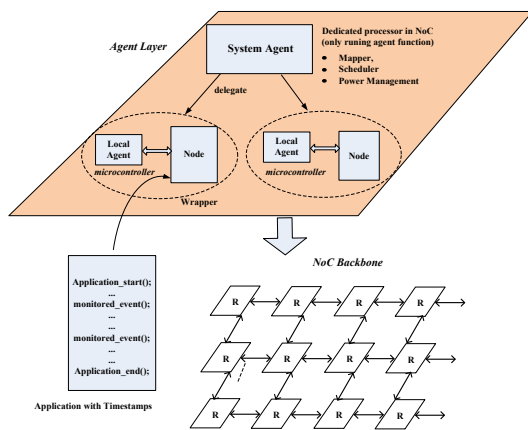 Agent Layer
System Agent
Dedicated processor in NoC
(only runing agent function)
• Mapper,
• Scheduler
• Power Management
delegate
Local
Agent
Node
microcontroller
Wrapper
Local
Agent
Node
microcontroller
Application_start();
...
monitored_event();
...
...
monitored_event();
...
...
Application_end();
Application with Timestamps
NoC Backbone
R R R R
R R R R
R R R R